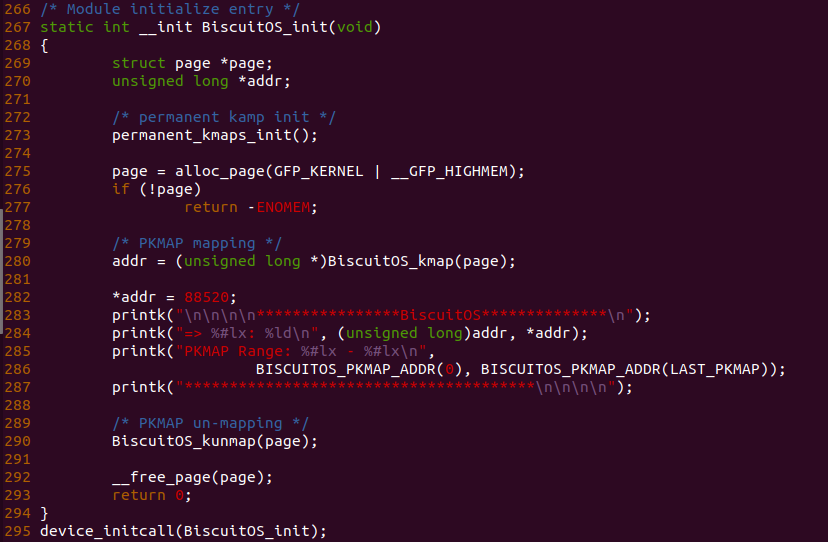 266 /* Module initialize entry */
267 static int __init BiscuitOS_init(void)
268 {
269         struct page *page;
270         unsigned long *addr;
271
272         /* permanent kamp init */
273         permanent_kmaps_init();
274
275         page = alloc_page(GFP_KERNEL | __GFP_HIGHMEM);
276         if (!page)
277                 return -ENOMEM;
278
279         /* PKMAP mapping */
280         addr = (unsigned long *)BiscuitOS_kmap(page);
281
282         *addr = 88520;
283         printk("\n\n\n\n****************BiscuitOS**************\n");
284         printk("=> %#lx: %ld\n", (unsigned long)addr, *addr);
285         printk("PKMAP Range: %#lx - %#lx\n",
286                         BISCUITOS_PKMAP_ADDR(0), BISCUITOS_PKMAP_ADDR(LAST_PKMAP));
287         printk("***************************************\n\n\n\n");
288
289         /* PKMAP un-mapping */
290         BiscuitOS_kunmap(page);
291
292         __free_page(page);
293         return 0;
294 }
295 device_initcall(BiscuitOS_init);